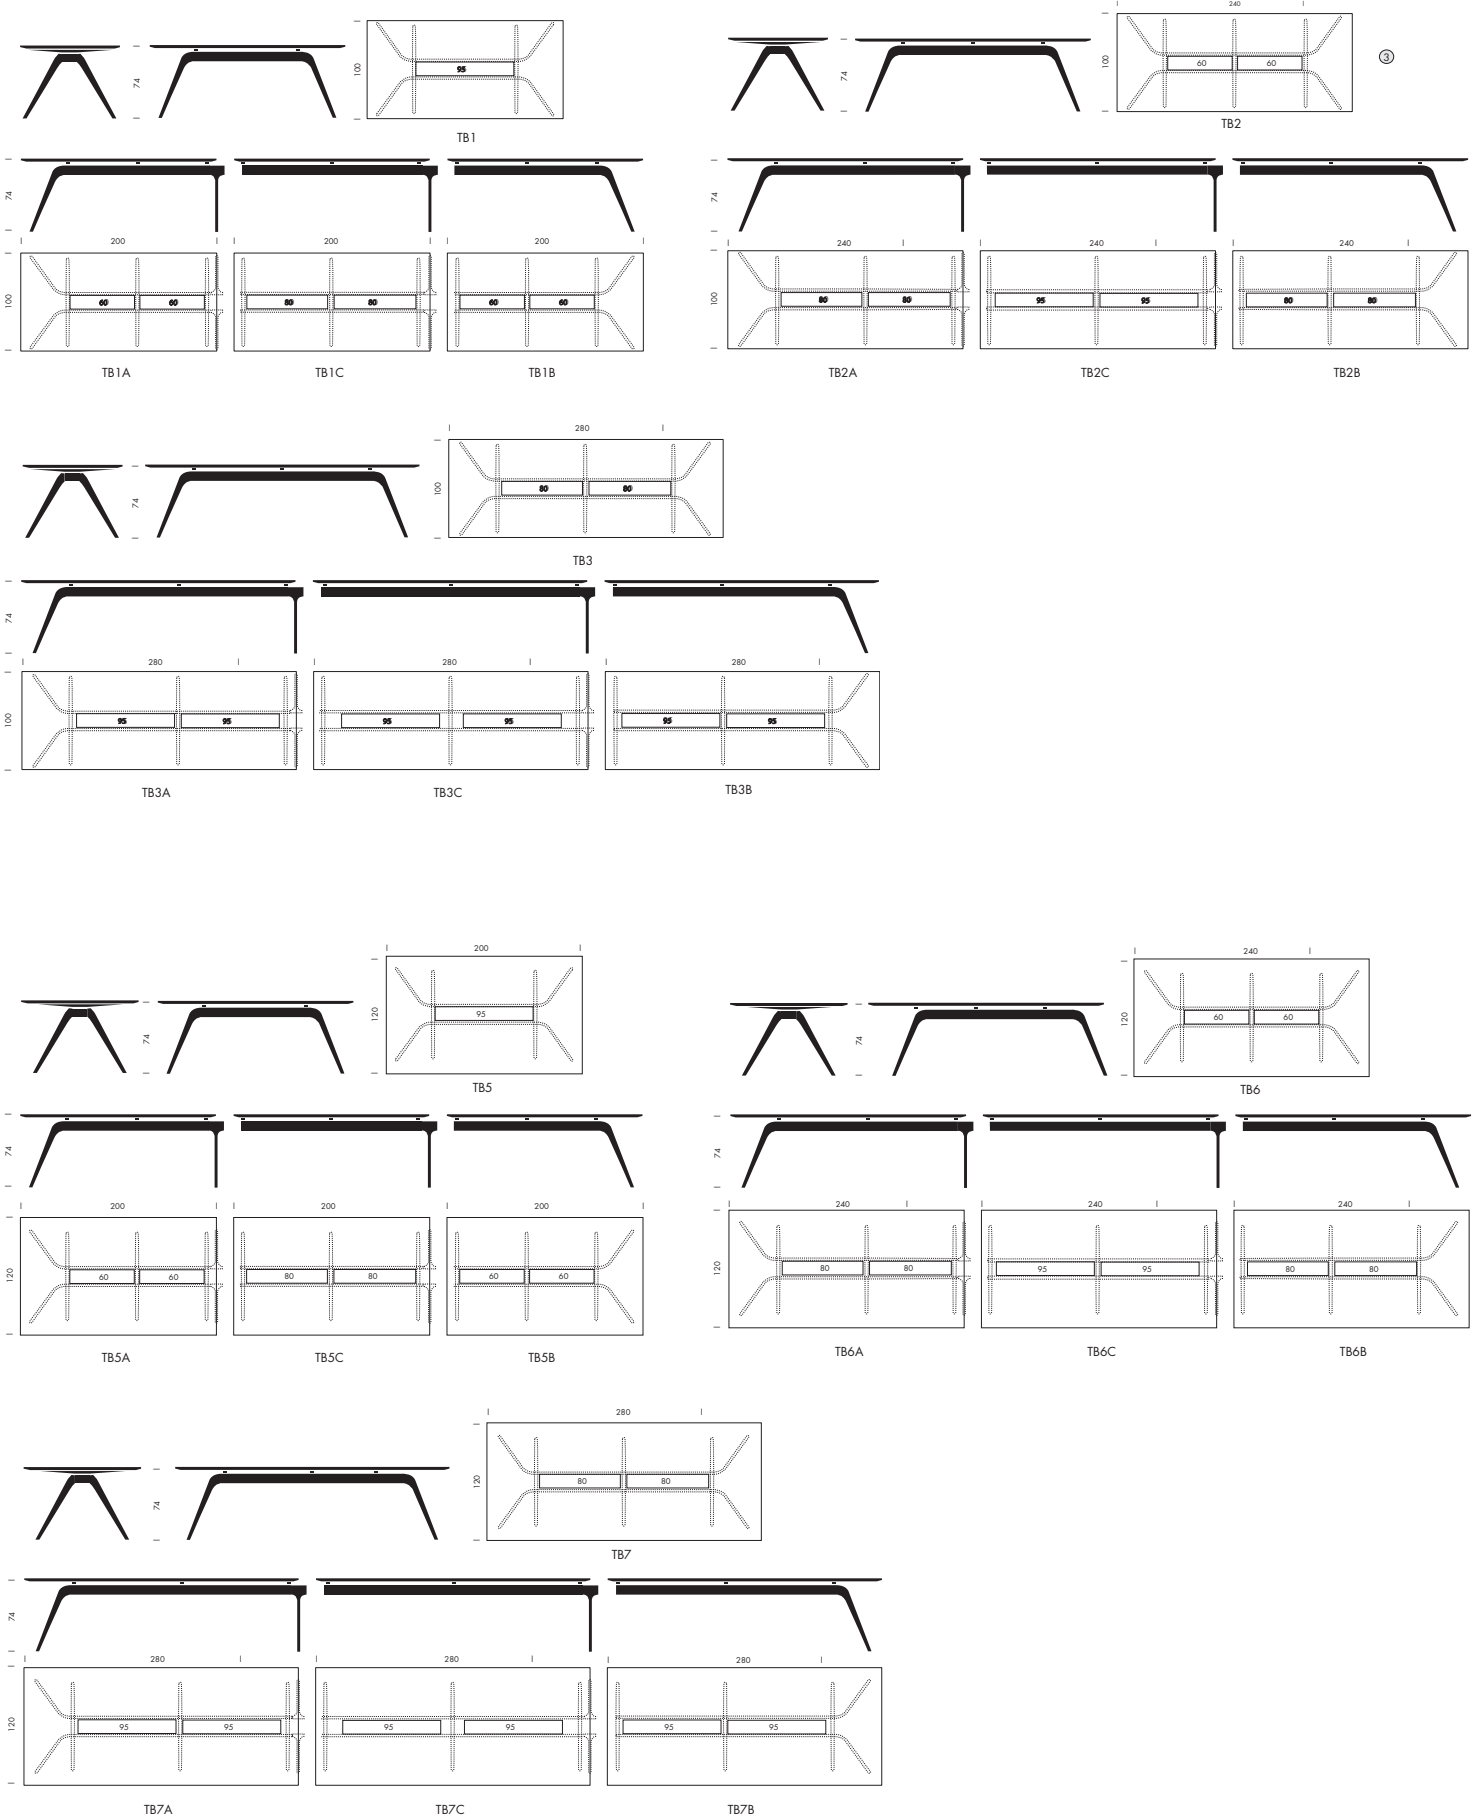 240
100
74
95
100
74
60 60
3
TB1
TB2
74
74
200 200 200
240 240 240
100
60 60 80 80 60 60
100
80 80 95 95 80 80
TB1A TB1C TB1B
TB2A TB2C TB2B
280
100
74
80 80
TB3
74
280 280 280
100
95 95 95 95 95 95
TB3A TB3C TB3B
200
120
74
95
TB5
240
120
74
60 60
TB6
74
74
200 200 200
240 240 240
120
60 60 80 80 60 60
120
80 80 95 95 80 80
TB5A TB5C TB5B
TB6A TB6C TB6B
280
120
74
80 80
TB7
74
280 280 280
120
95 95 95 95 95 95
TB7A TB7C TB7B